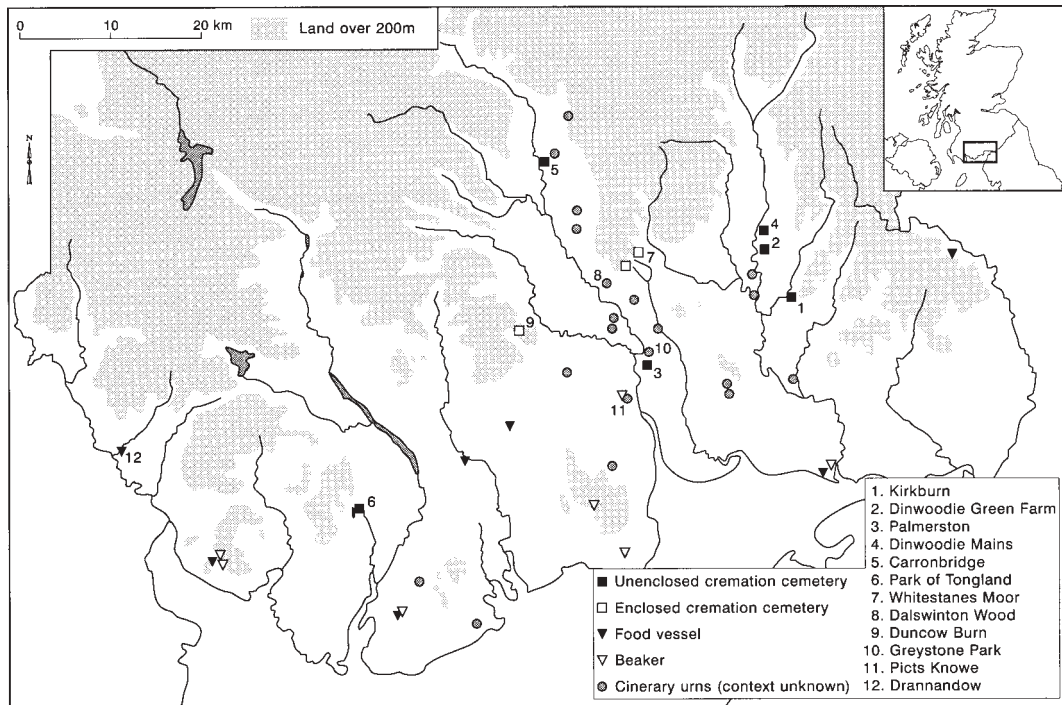 0 20 km
Land over 200m
N
5
4
2
7
8
1
9
10
3
11
12
6
1. Kirkburn
2. Dinwoodie Green Farm
3. Palmerston
4. Dinwoodie Mains
5. Carronbridge
6. Park of Tongland
7. Whitestanes Moor
8. Dalswinton Wood
9. Duncow Burn
10. Greystone Park
11. Picts Knowe
12. Drannandow
Unenclosed cremation cemetery
Enclosed cremation cemetery
Food vessel
Beaker
Cinerary urns (context unknown)